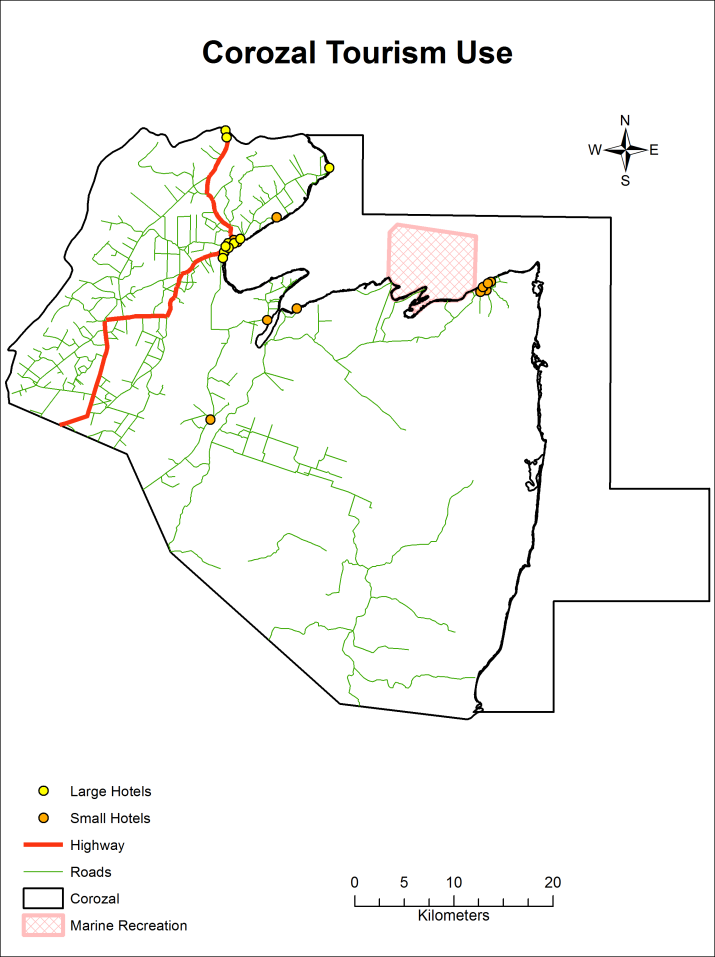 Corozal Tourism Use
N
W E
S
Large Hotels
Small Hotels
Highway
Roads
Corozal
Marine Recreation
0 5 10 20
Kilometers